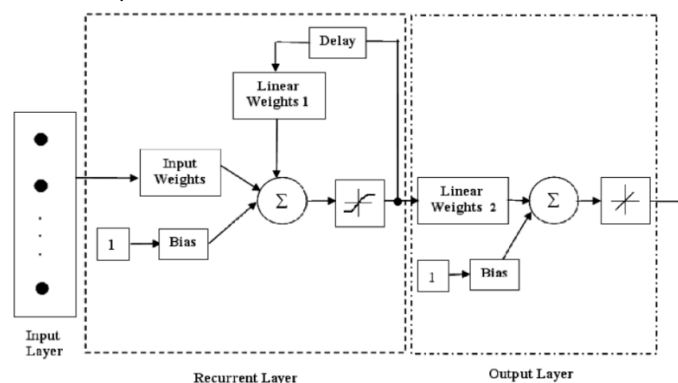 Delay
Linear
Weights 1
Input
Weights
Σ
1
Bias
Linear
Weights 2
Σ
1
Bias
Input
Layer
Recurrent Layer
Output Layer